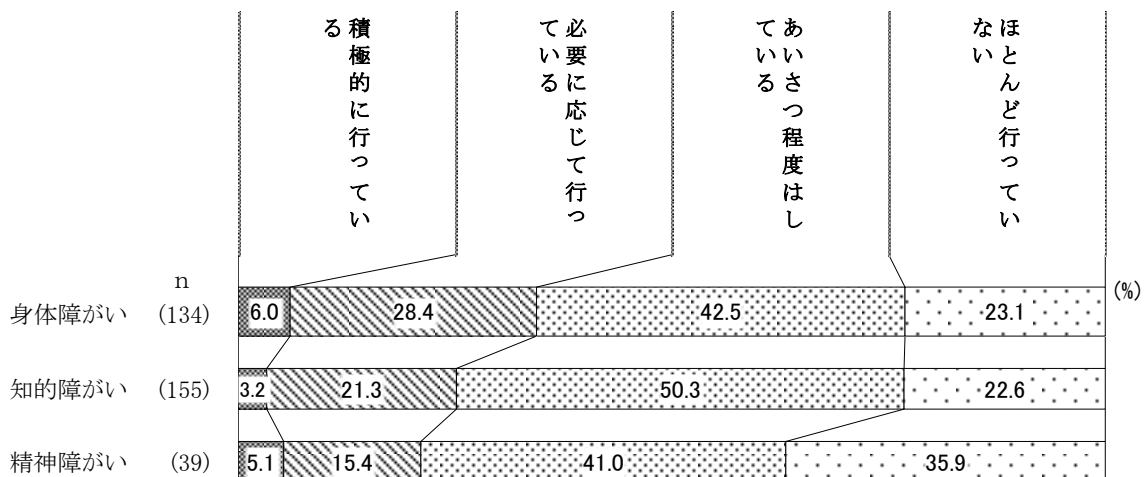 積極的に行ってい
る
必要に応じて行っ
ている
あいさつ程度はし
ている
ほとんど行ってい
ない
n
(%)
身体障がい (134) 6.0 28.4 42.5 23.1
知的障がい (155) 3.2 21.3 50.3 22.6
精神障がい (39) 5.1 15.4 41.0 35.9